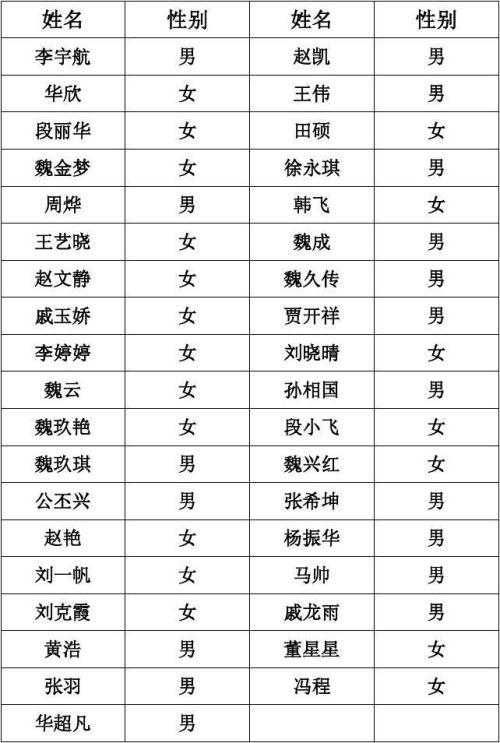 姓名 性别 姓名 性别
李宇航 男 赵凯 男
华欣 女 王伟 男
段丽华 女 田硕 女
魏金梦 女 徐永琪 男
周烨 男 韩飞 女
王艺晓 女 魏成 男
赵文静 女 魏久传 男
戚玉娇 女 贾开祥 男
李婷婷 女 刘晓晴 女
魏云 女 孙相国 男
魏玖艳 女 段小飞 女
魏玖琪 男 魏兴红 女
公丕兴 男 张希坤 男
赵艳 女 杨振华 男
刘一帆 女 马帅 男
刘克霞 女 戚龙雨 男
黄浩 男 董星星 女
张羽 男 冯程 女
华超凡 男